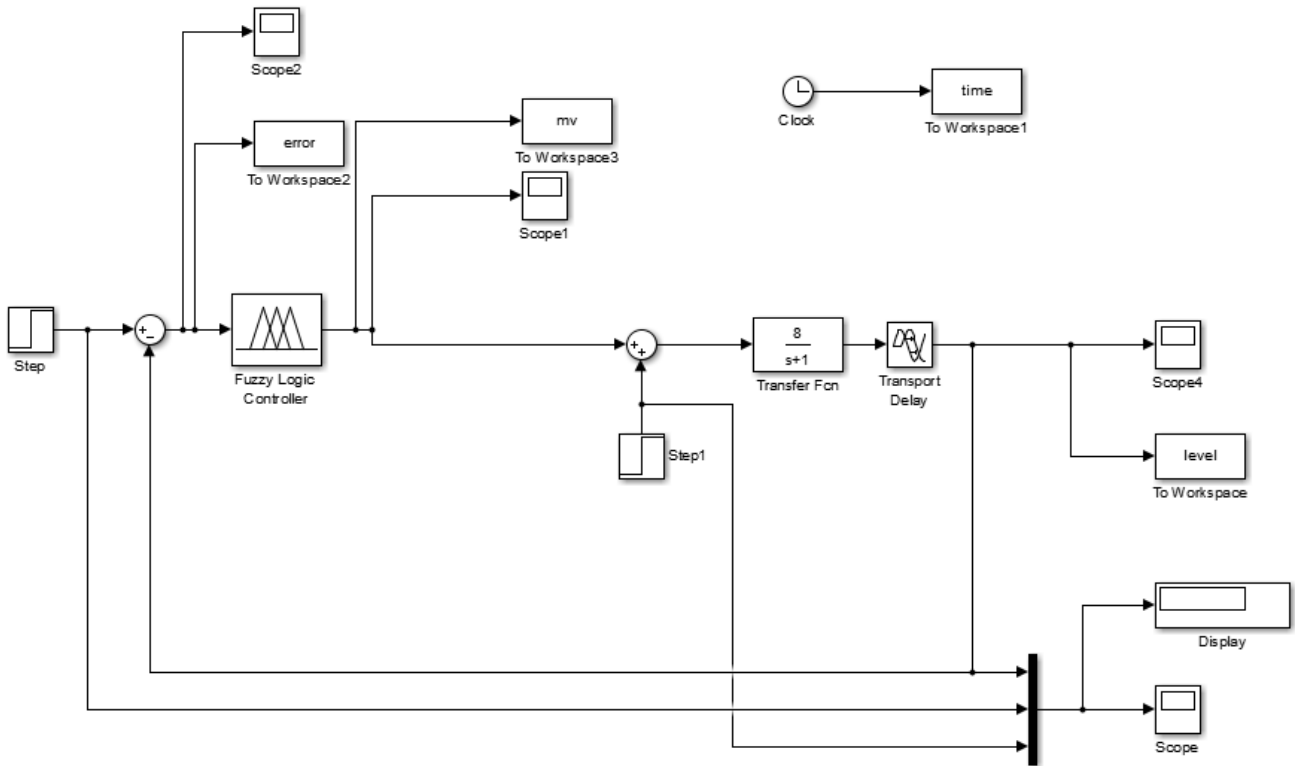 Scope2
time
Clock
To Workspace1
mv
To Workspace3
error
To Workspace2
Scope1
+
−
Step
Fuzzy Logic
Controller
+
+
8
s+1
Transfer Fcn
Transport
Delay
Scope4
Step1
level
To Workspace
Display
Scope